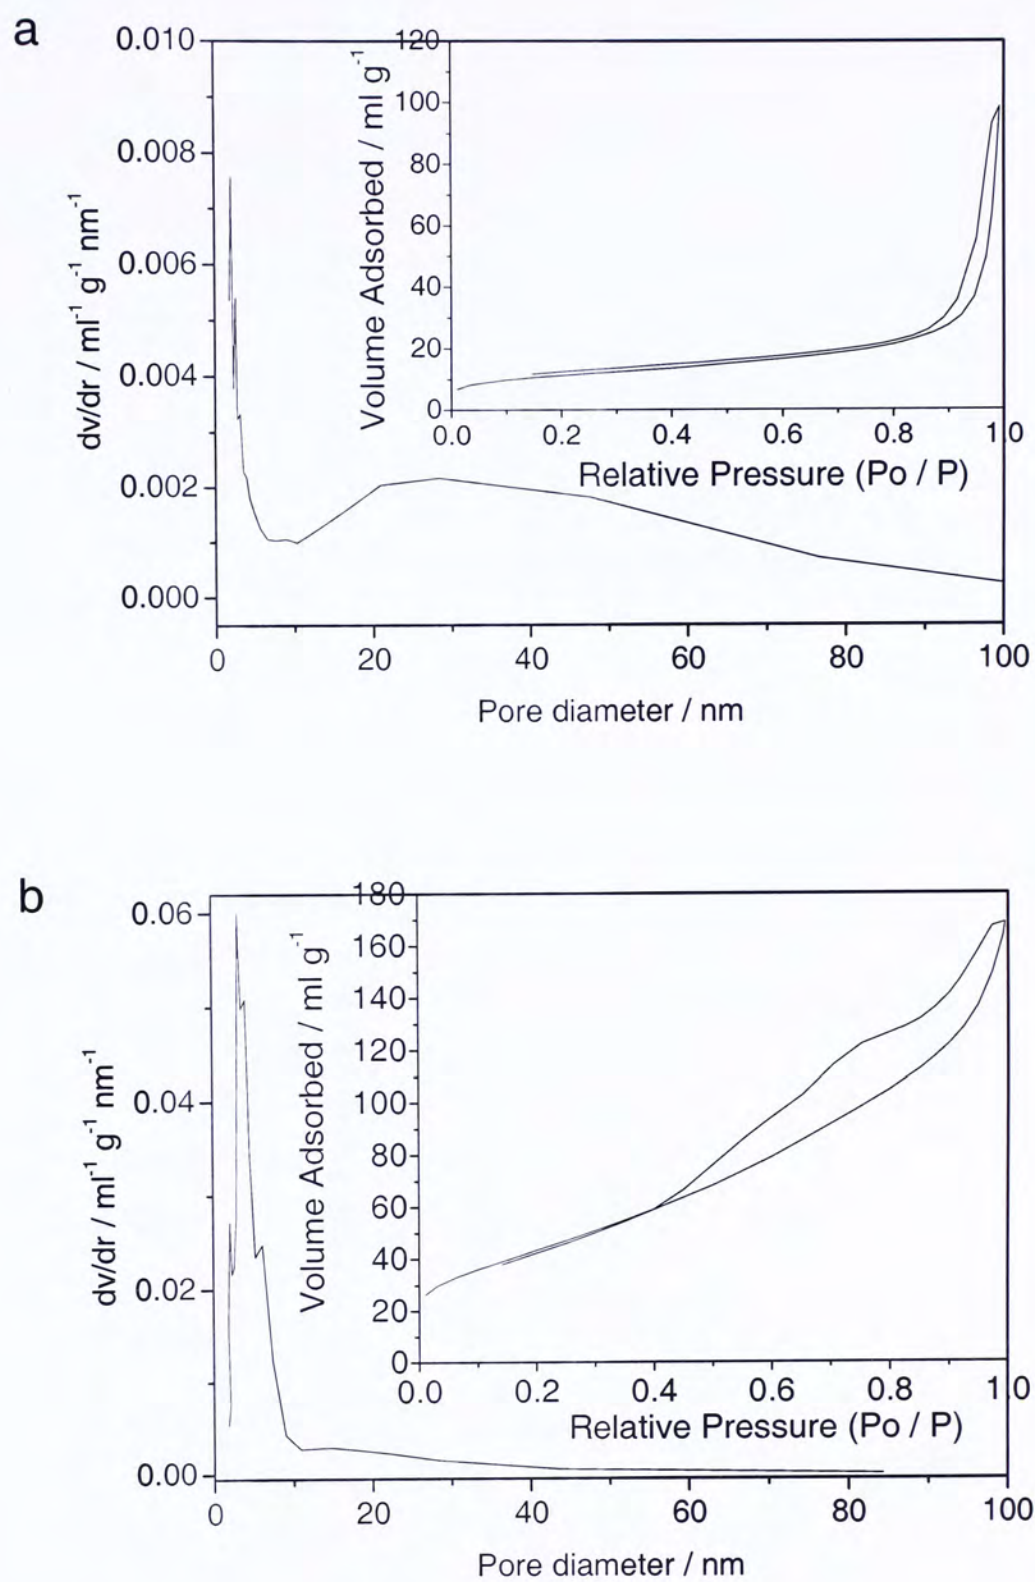 a
0.010
0.008
0.006
0.004
0.002
0.000
dv/dr / ml⁻¹ g⁻¹ nm⁻¹
120
100
80
60
40
20
0
Volume Adsorbed / ml g⁻¹
0.0 0.2 0.4 0.6 0.8 1.0
Relative Pressure (Po / P)
0 20 40 60 80 100
Pore diameter / nm
b
0.06
0.04
0.02
0.00
dv/dr / ml⁻¹ g⁻¹ nm⁻¹
180
160
140
120
100
80
60
40
20
0
Volume Adsorbed / ml g⁻¹
0.0 0.2 0.4 0.6 0.8 1.0
Relative Pressure (Po / P)
0 20 40 60 80 100
Pore diameter / nm